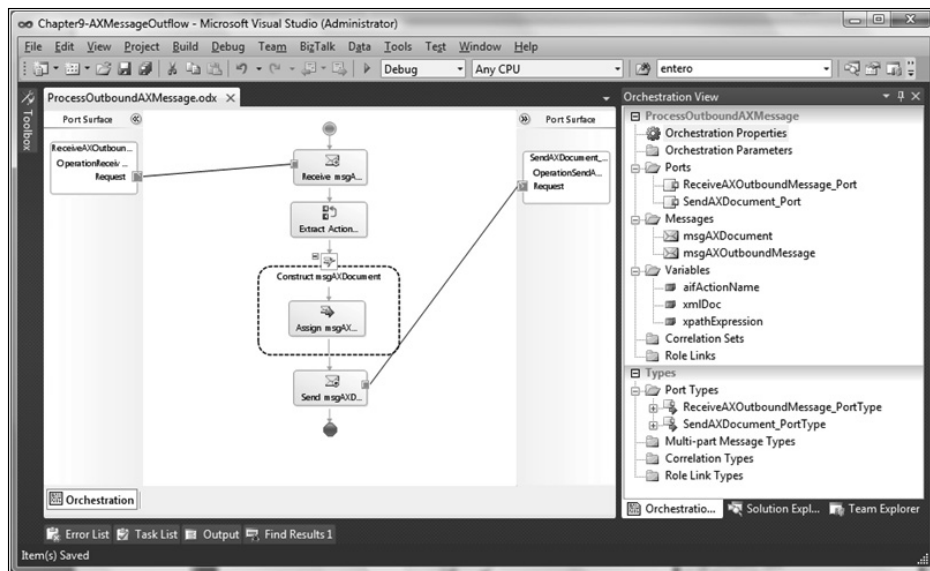 Chapter9-AXMessageOutflow - Microsoft Visual Studio (Administrator)
File Edit View Project Build Debug Team BizTalk Data Tools Test Window Help
Debug Any CPU entero
Toolbox
ProcessOutboundAXMessage.odx
Port Surface
ReceiveAXOutboun...
OperationReceiv ...
Request
Receive msgA...
Extract Action...
Construct msgAXDocument
Assign msgAX...
Send msgAXD...
Port Surface
SendAXDocument_...
OperationSendA...
Request
Orchestration
Orchestration View
ProcessOutboundAXMessage
Orchestration Properties
Orchestration Parameters
Ports
ReceiveAXOutboundMessage_Port
SendAXDocument_Port
Messages
msgAXDocument
msgAXOutboundMessage
Variables
aifActionName
xmlDoc
xpathExpression
Correlation Sets
Role Links
Types
Port Types
ReceiveAXOutboundMessage_PortType
SendAXDocument_PortType
Multi-part Message Types
Correlation Types
Role Link Types
Orchestratio... Solution Expl... Team Explorer
Error List Task List Output Find Results 1
Item(s) Saved